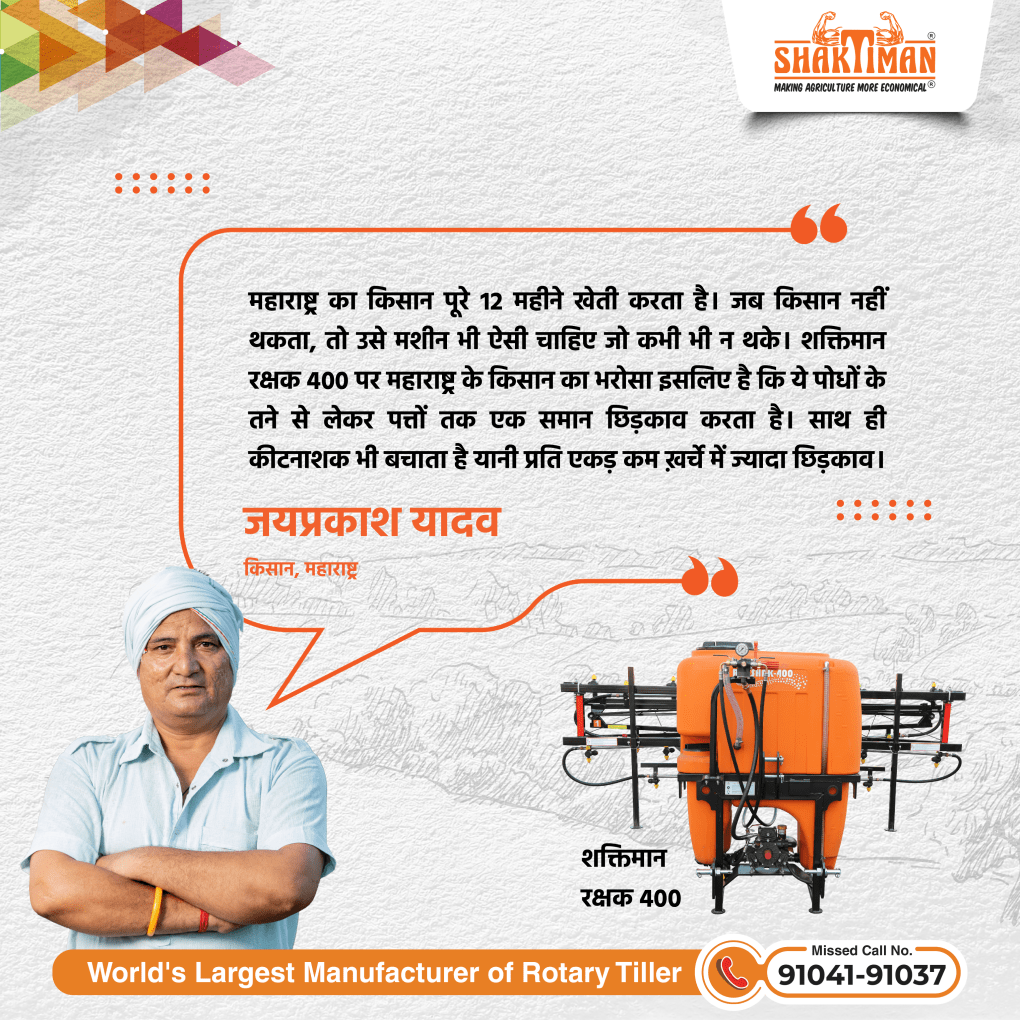 SHAKTIMAN®
MAKING AGRICULTURE MORE ECONOMICAL®
महाराष्ट्र का किसान पूरे 12 महीने खेती करता है। जब किसान नहीं
थकता, तो उसे मशीन भी ऐसी चाहिए जो कभी भी न थके। शक्तिमान
रक्षक 400 पर महाराष्ट्र के किसान का भरोसा इसलिए है कि ये पोधों के
तने से लेकर पत्तों तक एक समान छिड़काव करता है। साथ ही
कीटनाशक भी बचाता है यानी प्रति एकड़ कम ख़र्चे में ज्यादा छिड़काव।
जयप्रकाश यादव
किसान, महाराष्ट्र
400
शक्तिमान
रक्षक 400
World's Largest Manufacturer of Rotary Tiller
Missed Call No.
91041-91037